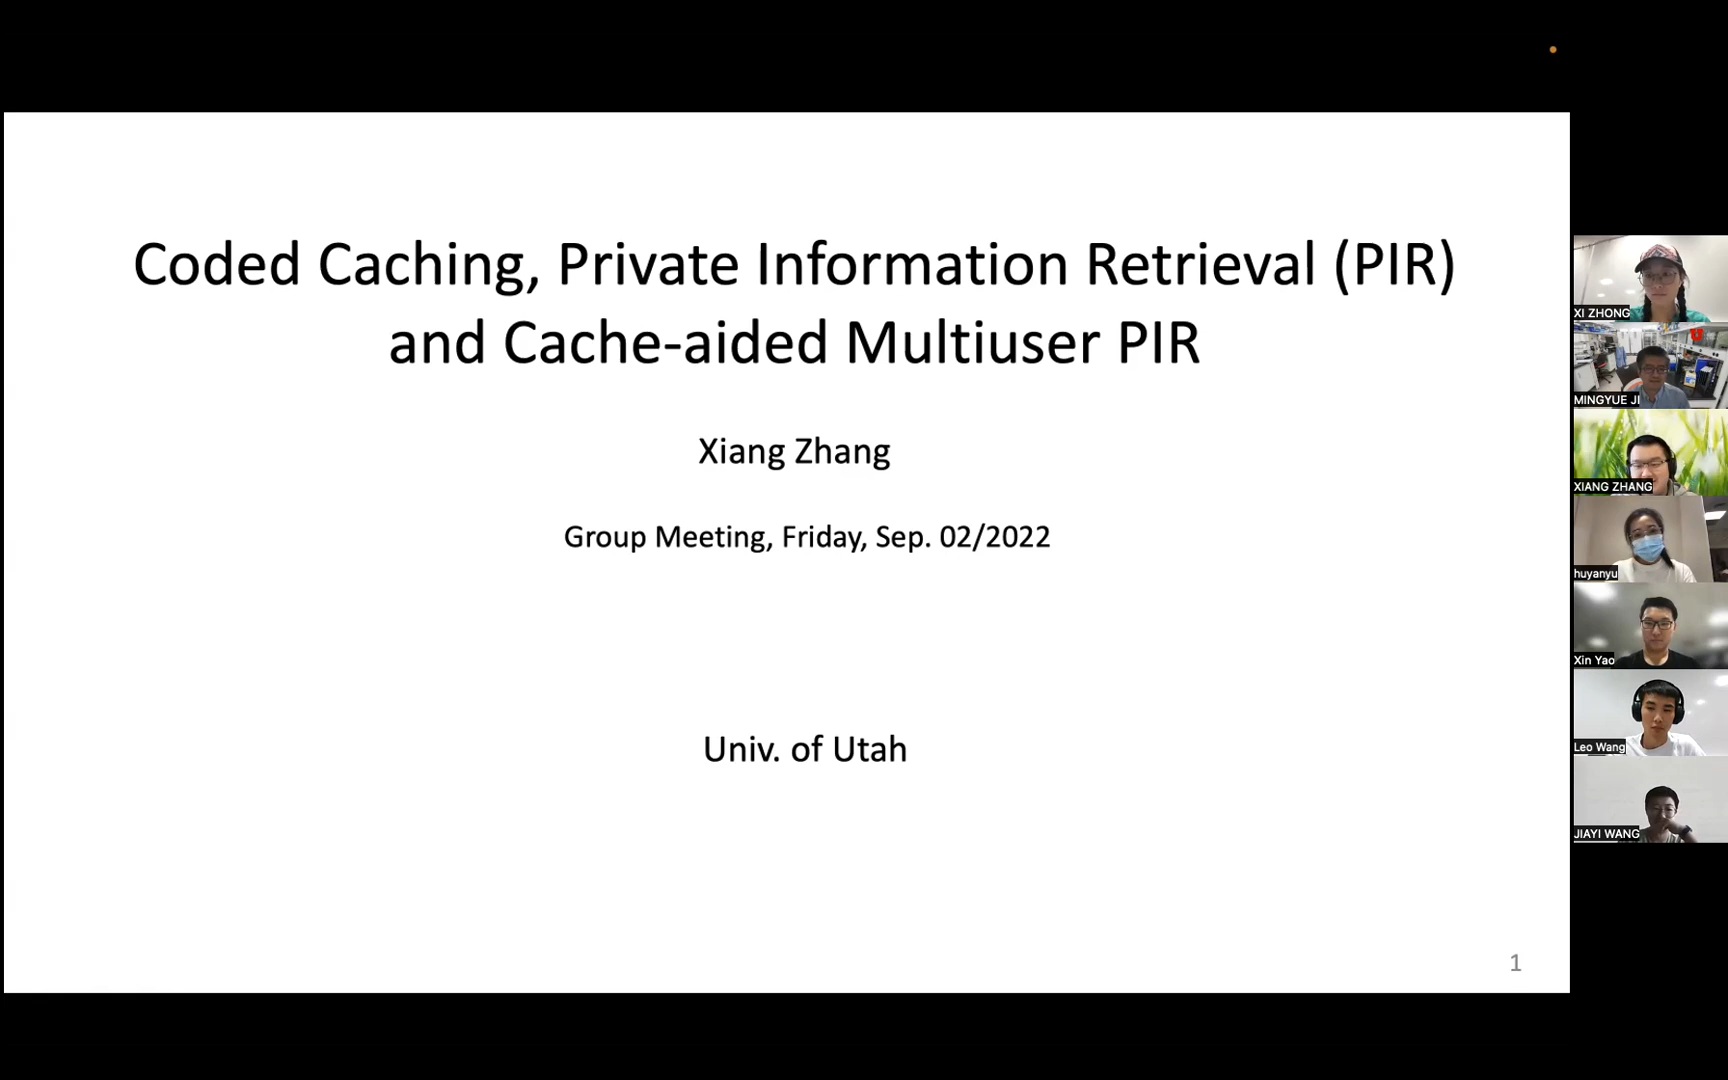 Coded Caching, Private Information Retrieval (PIR)
and Cache-aided Multiuser PIR
Xiang Zhang
Group Meeting, Friday, Sep. 02/2022
Univ. of Utah
1
XI ZHONG
MINGYUE JI
XIANG ZHANG
huyanyu
Xin Yao
Leo Wang
JIAYI WANG